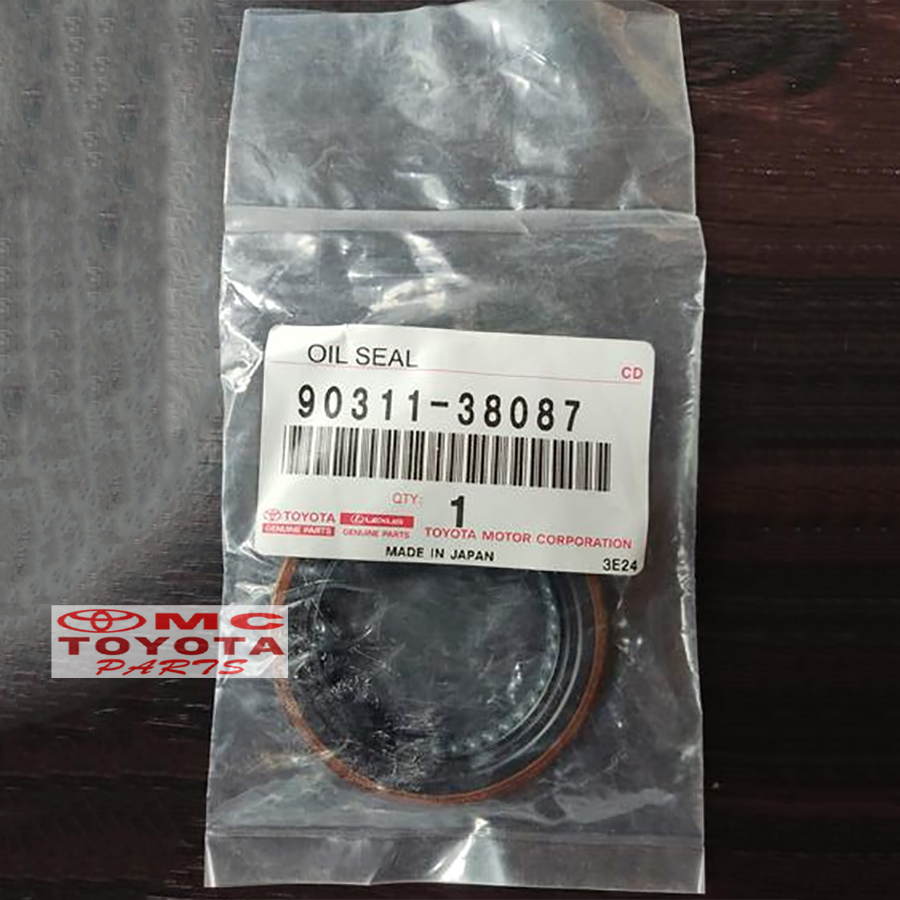 OIL SEAL
CD
90311-38087
QTY: 1
TOYOTA LEXUS
GENUINE PARTS GENUINE PARTS TOYOTA MOTOR CORPORATION
MADE IN JAPAN
3E24
MC
TOYOTA
PARTS